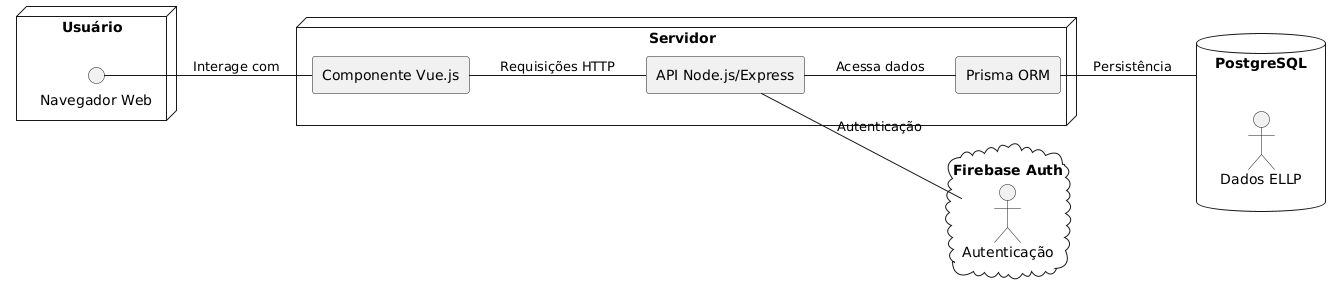 Usuário
Navegador Web
Interage com
Servidor
Componente Vue.js
Requisições HTTP
API Node.js/Express
Acessa dados
Prisma ORM
Persistência
PostgreSQL
Dados ELLP
Autenticação
Firebase Auth
Autenticação